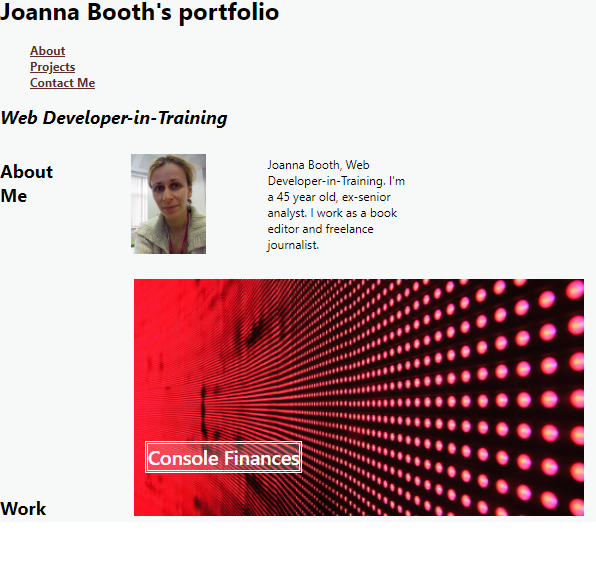 Joanna Booth's portfolio
About
Projects
Contact Me
Web Developer-in-Training
About
Me
Joanna Booth, Web
Developer-in-Training. I'm
a 45 year old, ex-senior
analyst. I work as a book
editor and freelance
journalist.
Console Finances
Work